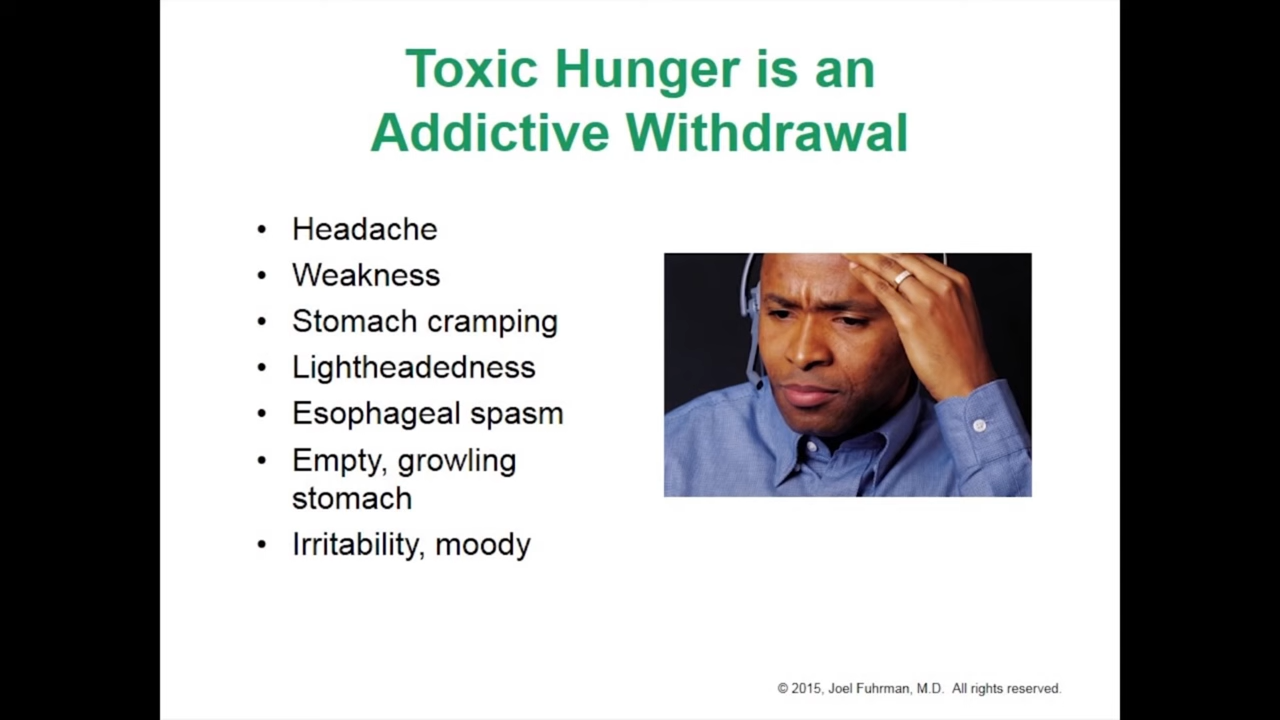 Toxic Hunger is an
Addictive Withdrawal
• Headache
• Weakness
• Stomach cramping
• Lightheadedness
• Esophageal spasm
• Empty, growling
stomach
• Irritability, moody
© 2015, Joel Fuhrman, M.D. All rights reserved.